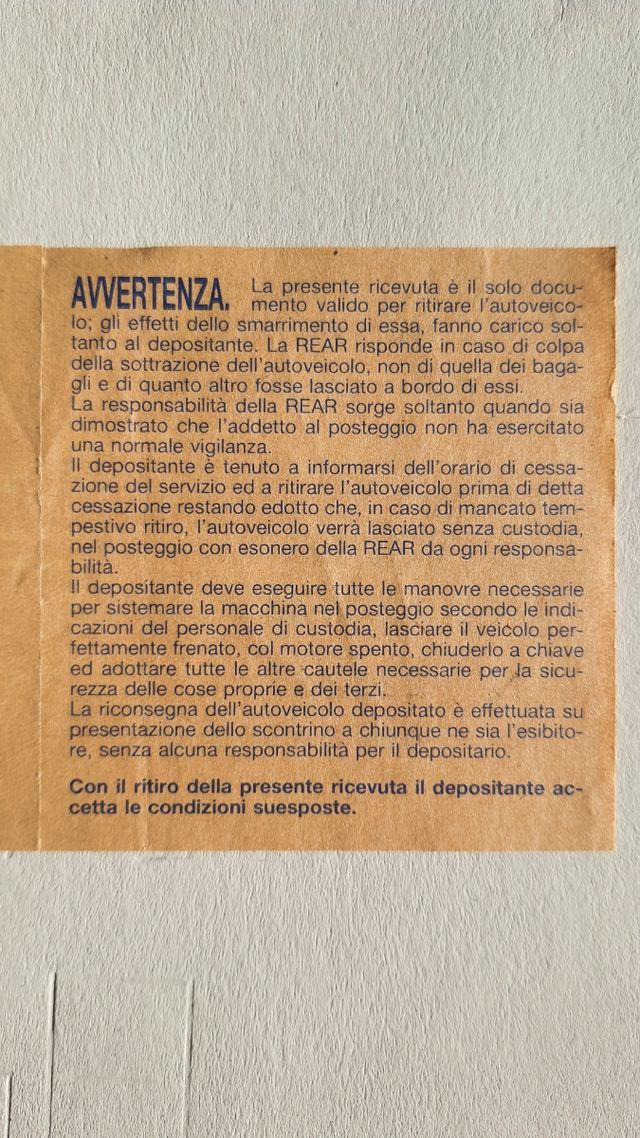 AVVERTENZA. La presente ricevuta è il solo docu-
mento valido per ritirare l'autoveico-
lo; gli effetti dello smarrimento di essa, fanno carico sol-
tanto al depositante. La REAR risponde in caso di colpa
della sottrazione dell'autoveicolo, non di quella dei baga-
gli e di quanto altro fosse lasciato a bordo di essi.
La responsabilità della REAR sorge soltanto quando sia
dimostrato che l'addetto al posteggio non ha esercitato
una normale vigilanza.
Il depositante è tenuto a informarsi dell'orario di cessa-
zione del servizio ed a ritirare l'autoveicolo prima di detta
cessazione restando edotto che, in caso di mancato tem-
pestivo ritiro, l'autoveicolo verrà lasciato senza custodia,
nel posteggio con esonero della REAR da ogni responsa-
bilità.
Il depositante deve eseguire tutte le manovre necessarie
per sistemare la macchina nel posteggio secondo le indi-
cazioni del personale di custodia, lasciare il veicolo per-
fettamente frenato, col motore spento, chiuderlo a chiave
ed adottare tutte le altre cautele necessarie per la sicu-
rezza delle cose proprie e dei terzi.
La riconsegna dell'autoveicolo depositato è effettuata su
presentazione dello scontrino a chiunque ne sia l'esibito-
re, senza alcuna responsabilità per il depositario.
Con il ritiro della presente ricevuta il depositante ac-
cetta le condizioni suesposte.